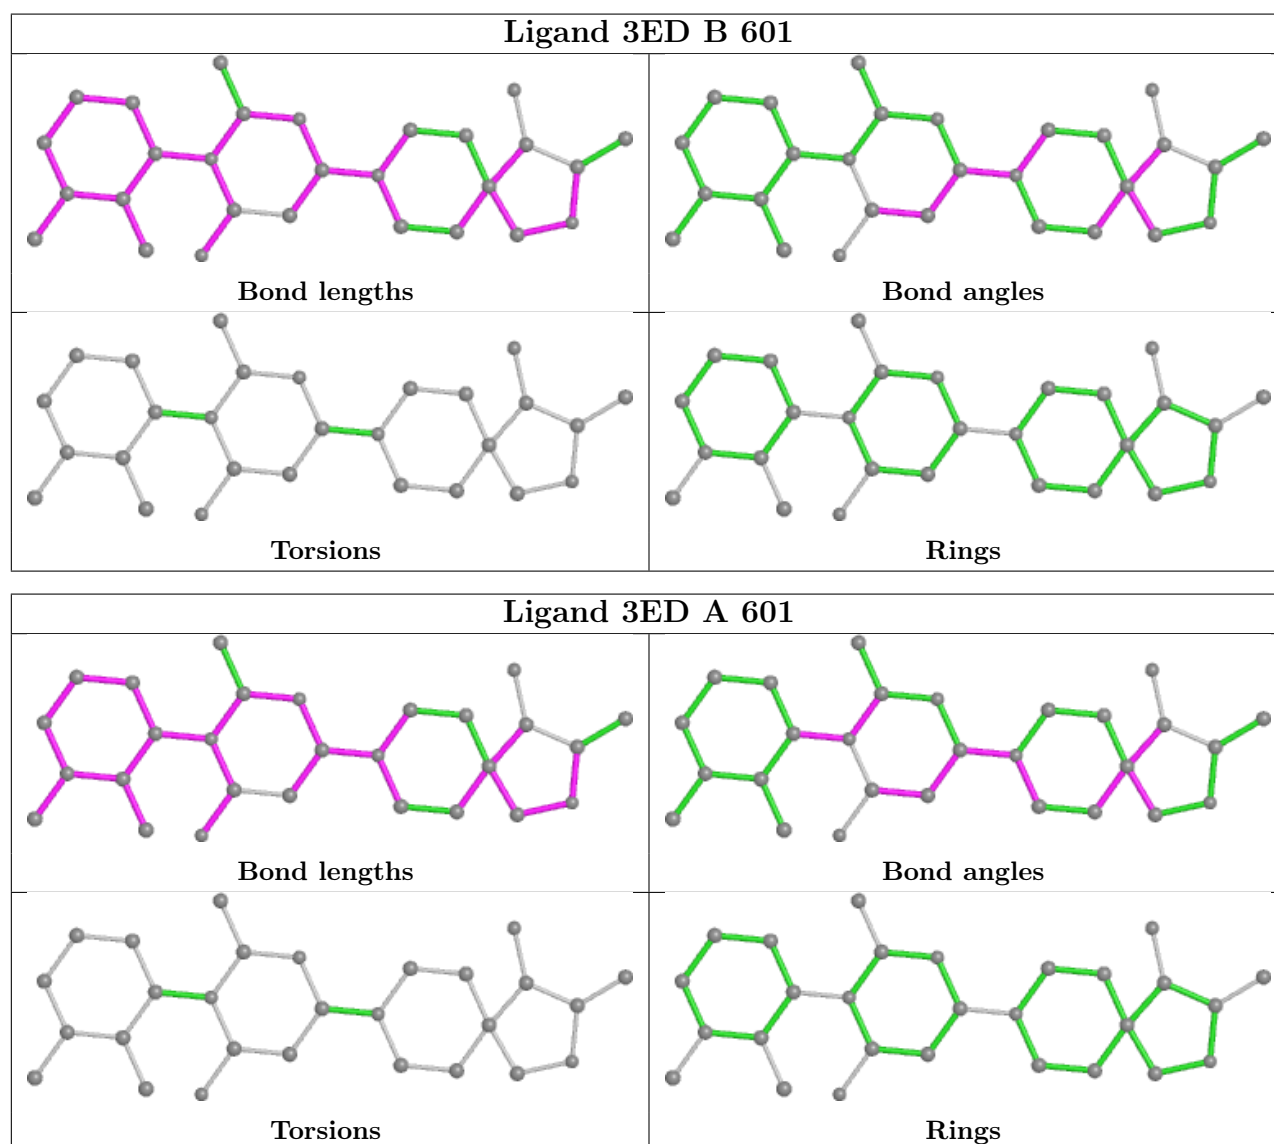 Ligand 3ED B 601
Bond lengths
Bond angles
Torsions
Rings
Ligand 3ED A 601
Bond lengths
Bond angles
Torsions
Rings